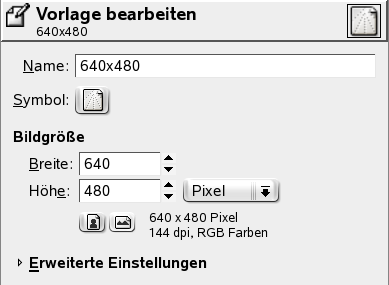 Vorlage bearbeiten
640x480
Name: 640x480
Symbol:
Bildgröße
Breite: 640
Höhe: 480 Pixel
640 x 480 Pixel
144 dpi, RGB Farben
Erweiterte Einstellungen